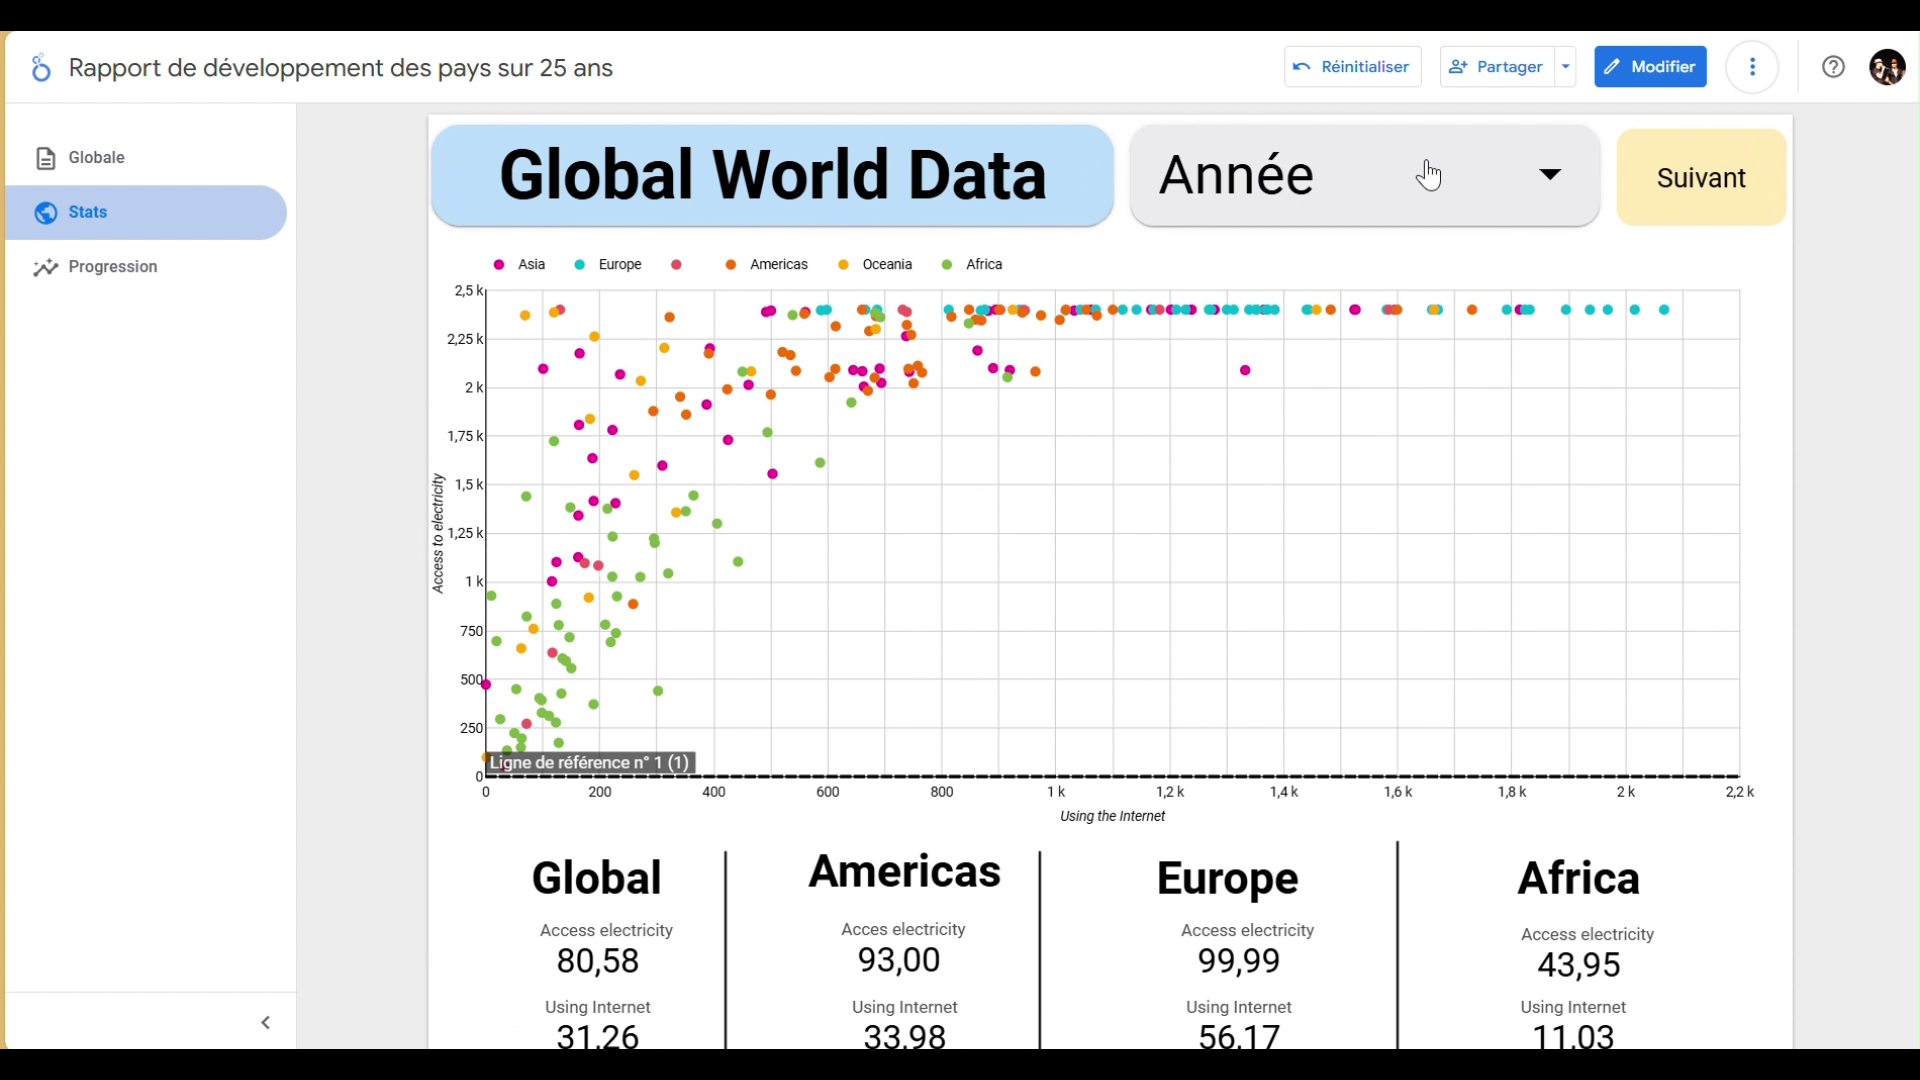 Rapport de développement des pays sur 25 ans
Réinitialiser
Partager
Modifier
Globale
Stats
Progression
Global World Data
Année
Suivant
Asia Europe Americas Oceania Africa
2,5 k
2,25 k
2 k
1,75 k
1,5 k
1,25 k
1 k
750
500
250
0
Access to electricity
Ligne de référence n° 1 (1)
0 200 400 600 800 1 k 1,2 k 1,4 k 1,6 k 1,8 k 2 k 2,2 k
Using the Internet
Global
Access electricity
80,58
Using Internet
31,26
Americas
Acces electricity
93,00
Using Internet
33,98
Europe
Access electricity
99,99
Using Internet
56,17
Africa
Access electricity
43,95
Using Internet
11,03